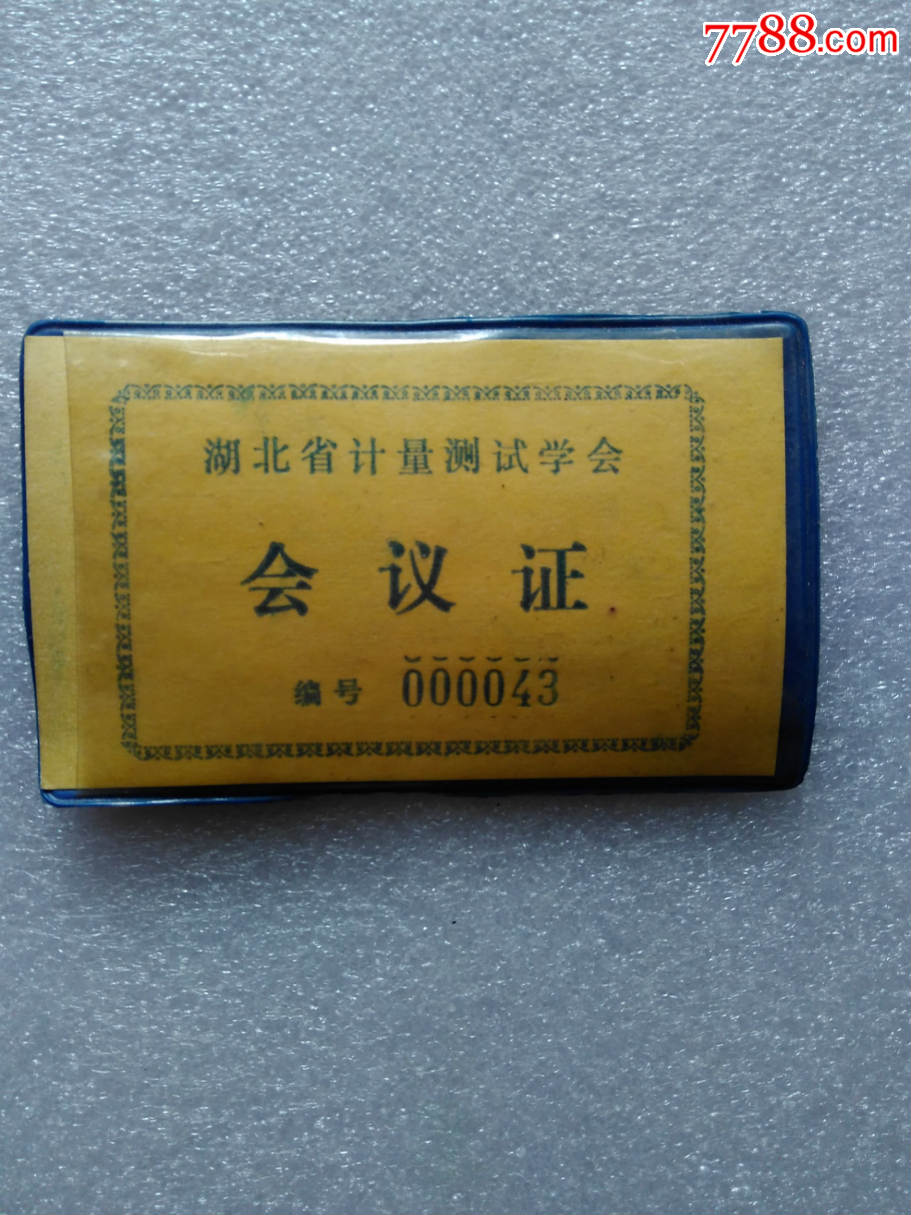 7788.com
湖北省计量测试学会
会议证
编号 000043